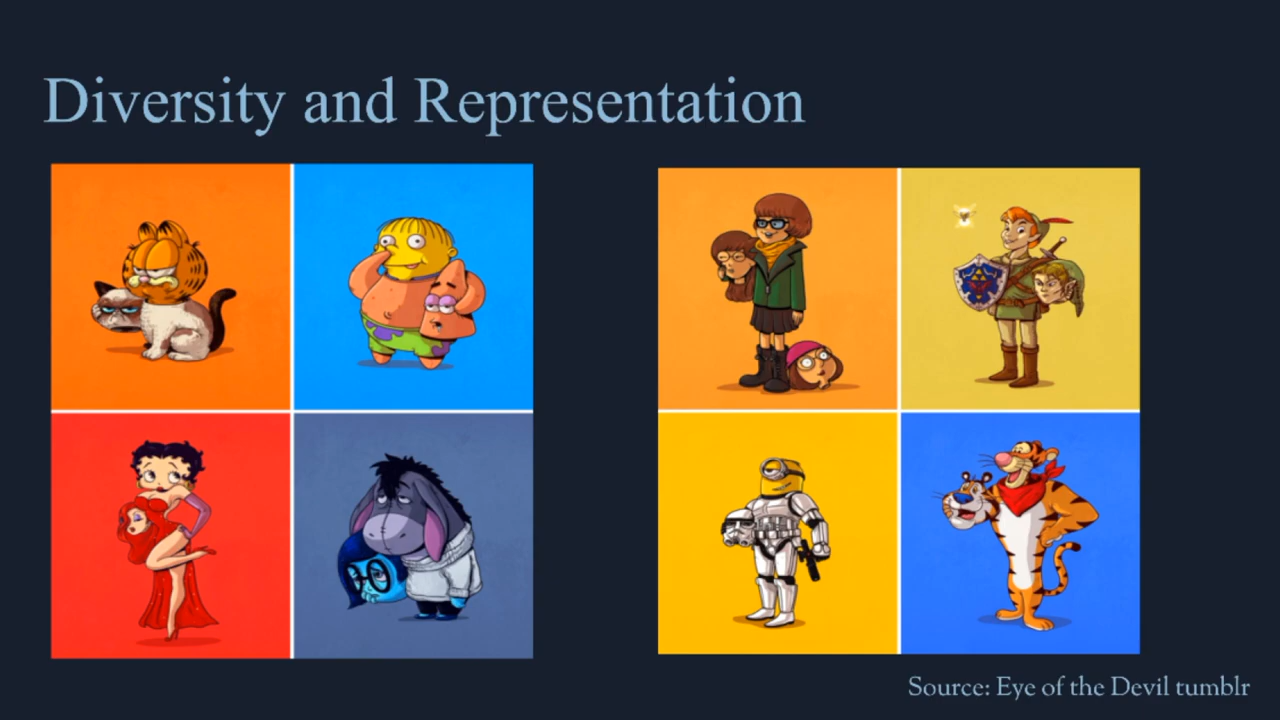 Diversity and Representation
Source: Eye of the Devil tumblr